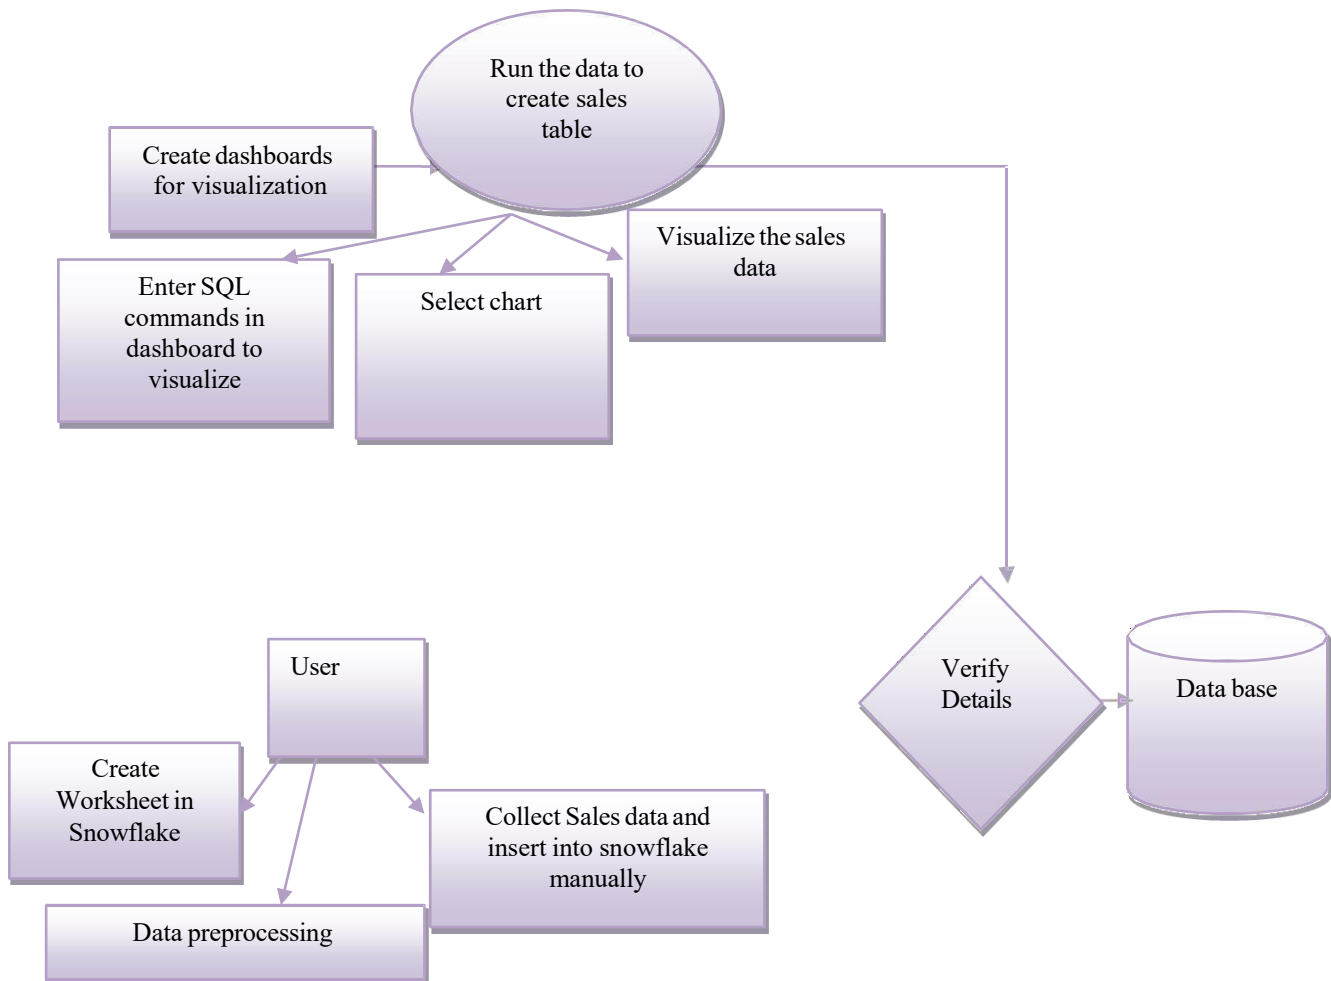 Run the data to
create sales
table
Create dashboards
for visualization
Visualize the sales
data
Enter SQL
commands in
dashboard to
visualize
Select chart
User
Verify
Details
Data base
Create
Worksheet in
Snowflake
Collect Sales data and
insert into snowflake
manually
Data preprocessing